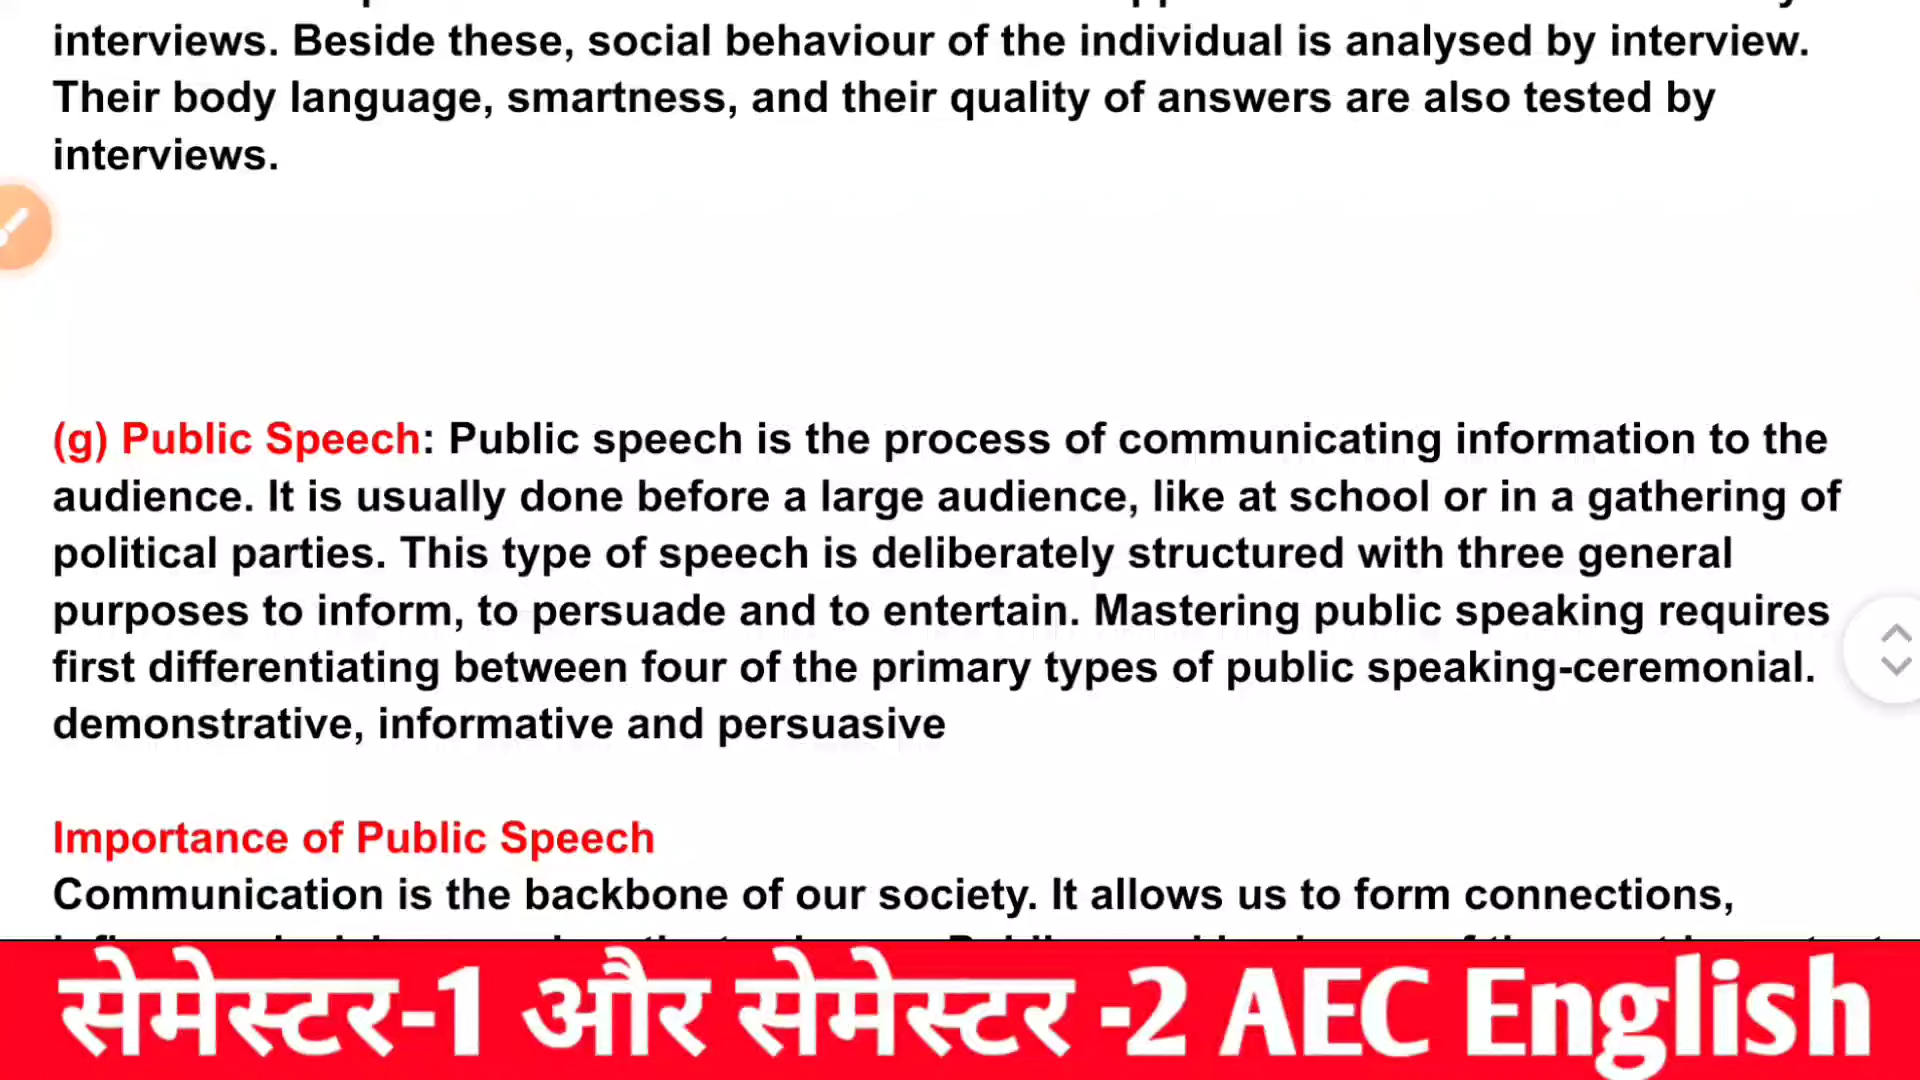 interviews. Beside these, social behaviour of the individual is analysed by interview.
Their body language, smartness, and their quality of answers are also tested by
interviews.
(g) Public Speech: Public speech is the process of communicating information to the
audience. It is usually done before a large audience, like at school or in a gathering of
political parties. This type of speech is deliberately structured with three general
purposes to inform, to persuade and to entertain. Mastering public speaking requires
first differentiating between four of the primary types of public speaking-ceremonial.
demonstrative, informative and persuasive
Importance of Public Speech
Communication is the backbone of our society. It allows us to form connections,
सेमेस्टर-1 और सेमेस्टर -2 AEC English